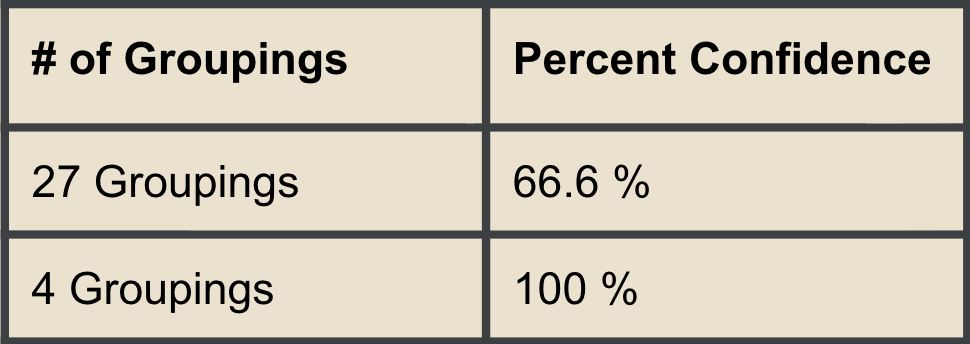 # of Groupings Percent Confidence
27 Groupings 66.6 %
4 Groupings 100 %